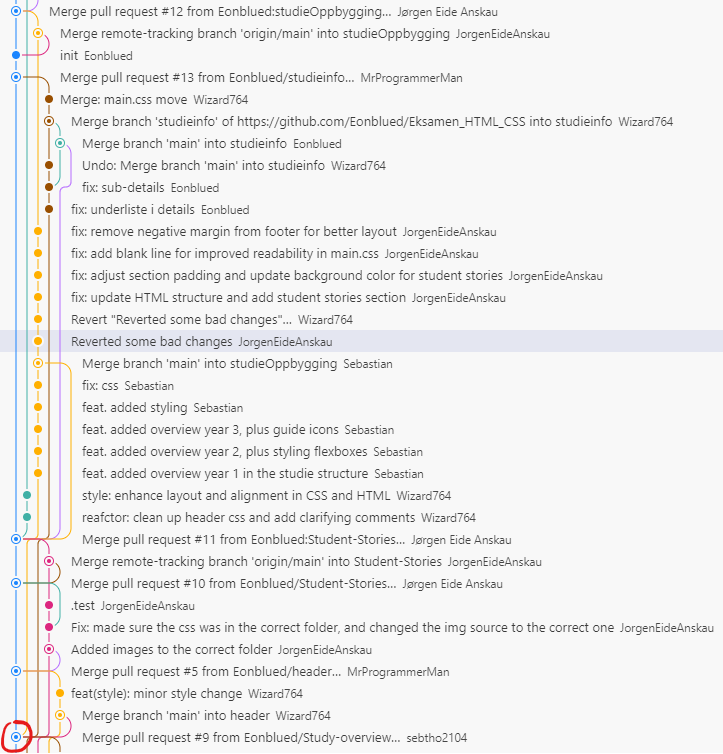 Merge pull request #12 from Eonblued:studieOppbygging... Jørgen Eide Anskau
Merge remote-tracking branch 'origin/main' into studieOppbygging JorgenEideAnskau
init Eonblued
Merge pull request #13 from Eonblued/studieinfo... MrProgrammerMan
Merge: main.css move Wizard764
Merge branch 'studieinfo' of https://github.com/Eonblued/Eksamen_HTML_CSS into studieinfo Wizard764
Merge branch 'main' into studieinfo Eonblued
Undo: Merge branch 'main' into studieinfo Wizard764
fix: sub-details Eonblued
fix: underliste i details Eonblued
fix: remove negative margin from footer for better layout JorgenEideAnskau
fix: add blank line for improved readability in main.css JorgenEideAnskau
fix: adjust section padding and update background color for student stories JorgenEideAnskau
fix: update HTML structure and add student stories section JorgenEideAnskau
Revert "Reverted some bad changes"... Wizard764
Reverted some bad changes JorgenEideAnskau
Merge branch 'main' into studieOppbygging Sebastian
fix: css Sebastian
feat. added styling Sebastian
feat. added overview year 3, plus guide icons Sebastian
feat. added overview year 2, plus styling flexboxes Sebastian
feat. added overview year 1 in the studie structure Sebastian
style: enhance layout and alignment in CSS and HTML Wizard764
reafctor: clean up header css and add clarifying comments Wizard764
Merge pull request #11 from Eonblued:Student-Stories... Jørgen Eide Anskau
Merge remote-tracking branch 'origin/main' into Student-Stories JorgenEideAnskau
Merge pull request #10 from Eonblued/Student-Stories... Jørgen Eide Anskau
.test JorgenEideAnskau
Fix: made sure the css was in the correct folder, and changed the img source to the correct one JorgenEideAnskau
Added images to the correct folder JorgenEideAnskau
Merge pull request #5 from Eonblued/header... MrProgrammerMan
feat(style): minor style change Wizard764
Merge branch 'main' into header Wizard764
Merge pull request #9 from Eonblued/Study-overview... sebtho2104